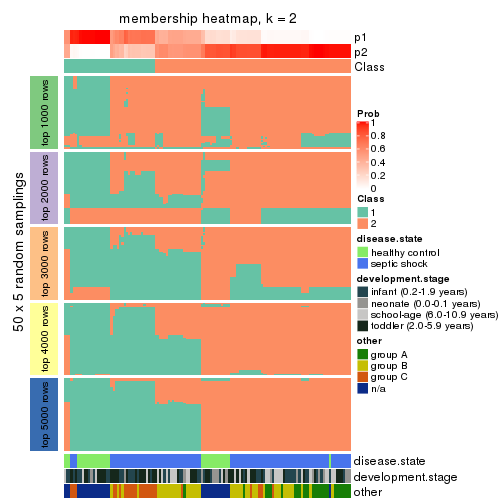 membership heatmap, k = 2
p1
p2
Class
50 x 5 random samplings
top 1000 rows
top 2000 rows
top 3000 rows
top 4000 rows
top 5000 rows
disease.state
development.stage
other
Prob
1
0.8
0.6
0.4
0.2
0
Class
1
2
disease.state
healthy control
septic shock
development.stage
infant (0.2-1.9 years)
neonate (0.0-0.1 years)
school-age (6.0-10.9 years)
toddler (2.0-5.9 years)
other
group A
group B
group C
n/a